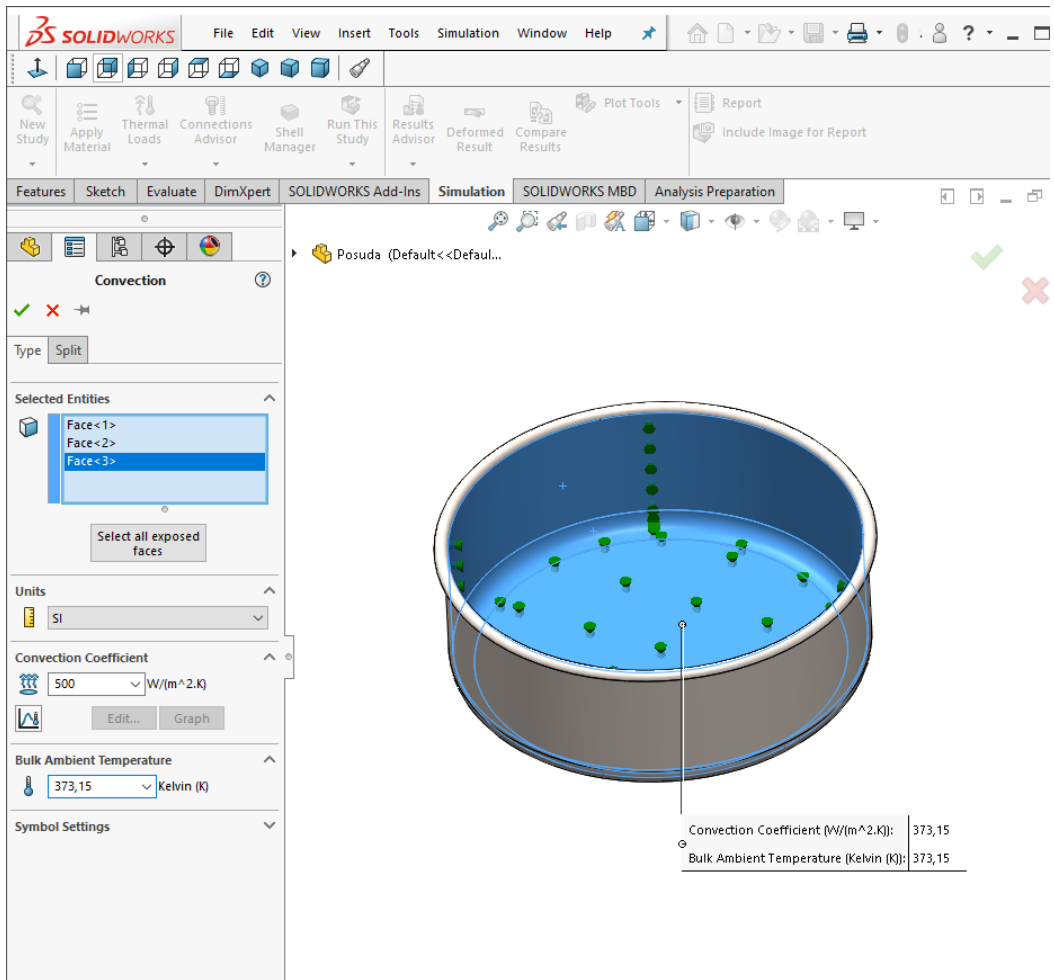 SOLIDWORKS File Edit View Insert Tools Simulation Window Help ?
New Study
Apply Material
Thermal Loads
Connections Advisor
Shell Manager
Run This Study
Results Advisor
Deformed Result
Compare Results
Plot Tools
Report
Include Image for Report
Features Sketch Evaluate DimXpert SOLIDWORKS Add-Ins Simulation SOLIDWORKS MBD Analysis Preparation
Posuda (Default<<Defaul...
Convection ?
Type Split
Selected Entities
Face<1>
Face<2>
Face<3>
Select all exposed
faces
Units
SI
Convection Coefficient
500 W/(m^2.K)
Edit... Graph
Bulk Ambient Temperature
373,15 Kelvin (K)
Symbol Settings
Convection Coefficient (W/(m^2.K)): 373,15
Bulk Ambient Temperature (Kelvin (K)): 373,15